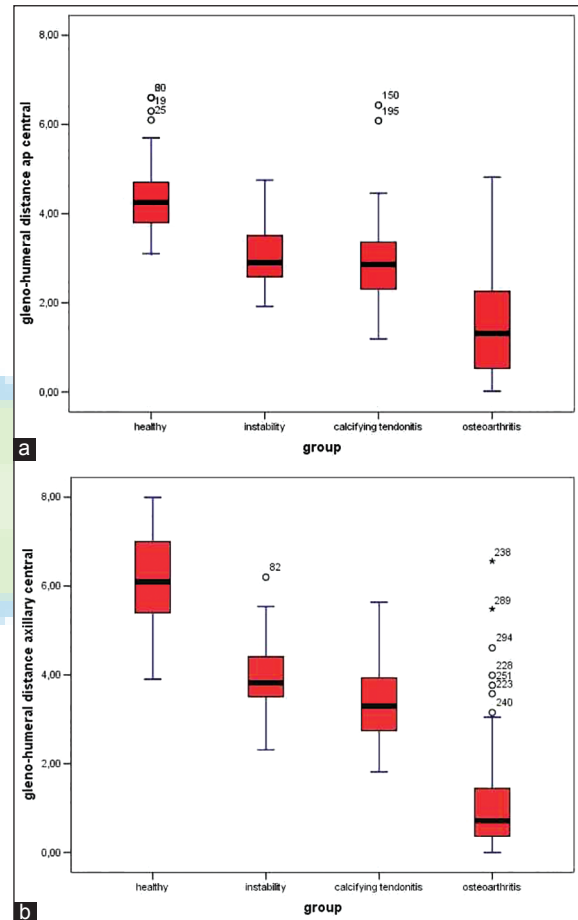 8,00
150
19
195
25
6,00
gleno-humeral distance ap central
4,00
2,00
0,00
healthy instability calcifying tendonitis osteoarthritis
group
a
8,00
238
82
6,00
289
294
gleno-humeral distance axillary central
4,00
228
251
223
240
2,00
0,00
healthy instability calcifying tendonitis osteoarthritis
group
b